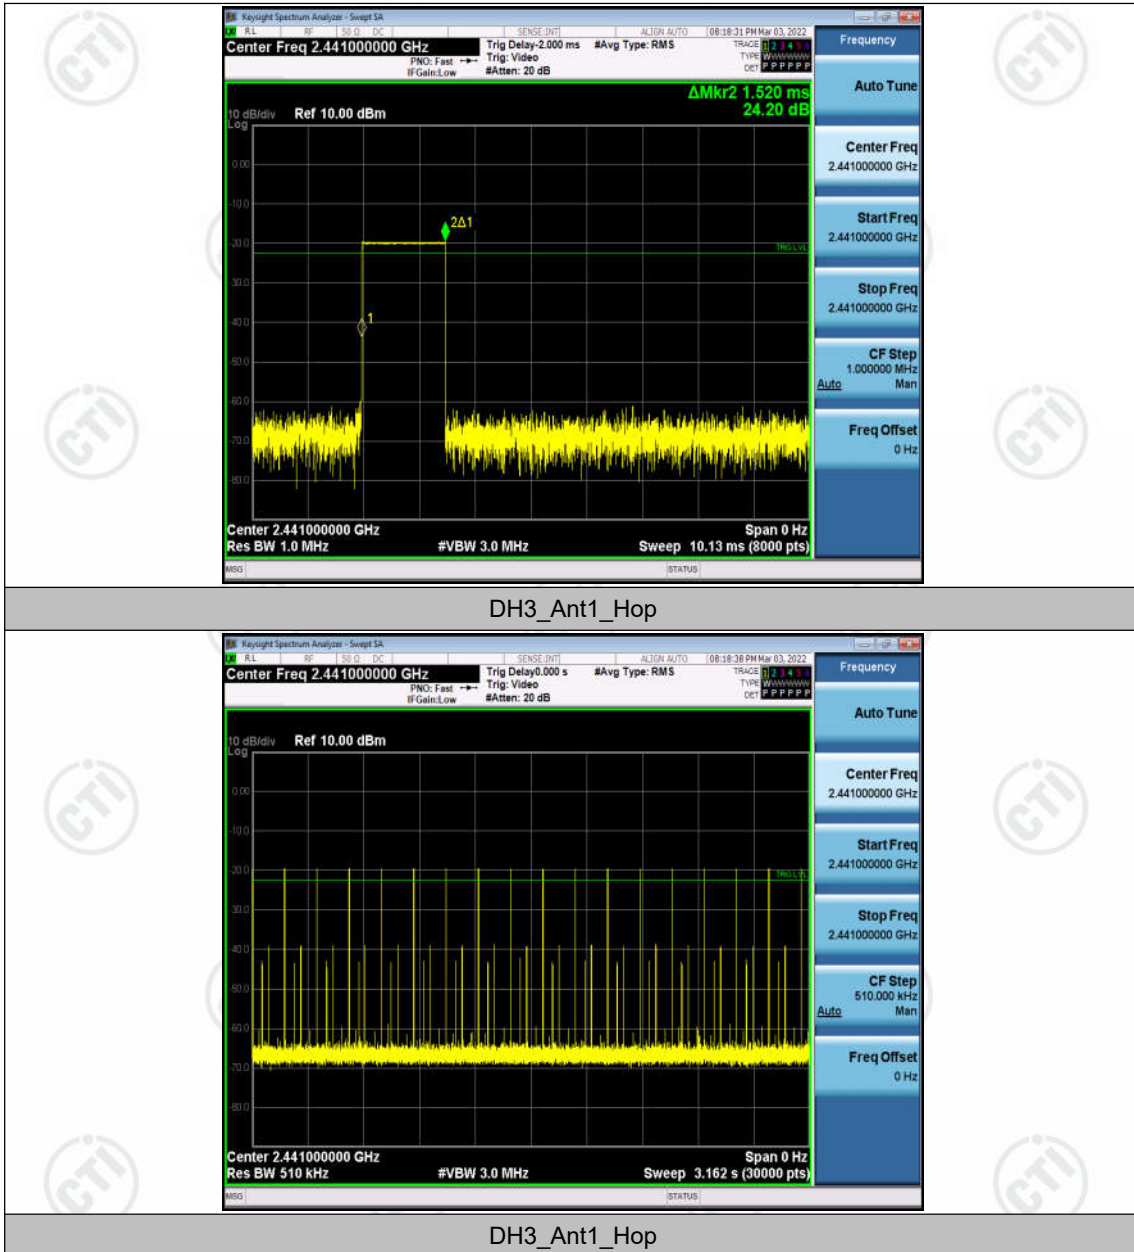 Keysight Spectrum Analyzer - Swept SA
RL RF 50 Ω DC SENSE:INT ALIGN AUTO 08:18:31 PM Mar 03, 2022
Center Freq 2.441000000 GHz
Trig Delay-2.000 ms #Avg Type: RMS
TRACE 1 2 3 4 5 6
PNO: Fast Trig: Video
TYPE WWWWWW
IFGain:Low #Atten: 20 dB
DET P P P P P P
Frequency
ΔMkr2 1.520 ms
24.20 dB
10 dB/div Ref 10.00 dBm
Log
0.00
-10.0
-20.0
-30.0
-40.0
-50.0
-60.0
-70.0
-80.0
2Δ1
1
TRIG LVL
Center 2.441000000 GHz Span 0 Hz
Res BW 1.0 MHz #VBW 3.0 MHz Sweep 10.13 ms (8000 pts)
MSG STATUS
Auto Tune
Center Freq
2.441000000 GHz
Start Freq
2.441000000 GHz
Stop Freq
2.441000000 GHz
CF Step
1.000000 MHz
Auto Man
Freq Offset
0 Hz
DH3_Ant1_Hop
Keysight Spectrum Analyzer - Swept SA
RL RF 50 Ω DC SENSE:INT ALIGN AUTO 08:18:38 PM Mar 03, 2022
Center Freq 2.441000000 GHz
Trig Delay0.000 s #Avg Type: RMS
TRACE 1 2 3 4 5 6
PNO: Fast Trig: Video
TYPE WWWWWW
IFGain:Low #Atten: 20 dB
DET P P P P P P
Frequency
10 dB/div Ref 10.00 dBm
Log
0.00
-10.0
-20.0
-30.0
-40.0
-50.0
-60.0
-70.0
-80.0
TRIG LVL
Center 2.441000000 GHz Span 0 Hz
Res BW 510 kHz #VBW 3.0 MHz Sweep 3.162 s (30000 pts)
MSG STATUS
Auto Tune
Center Freq
2.441000000 GHz
Start Freq
2.441000000 GHz
Stop Freq
2.441000000 GHz
CF Step
510.000 kHz
Auto Man
Freq Offset
0 Hz
DH3_Ant1_Hop
CTI
CTI
CTI
CTI
CTI
CTI
CTI
CTI